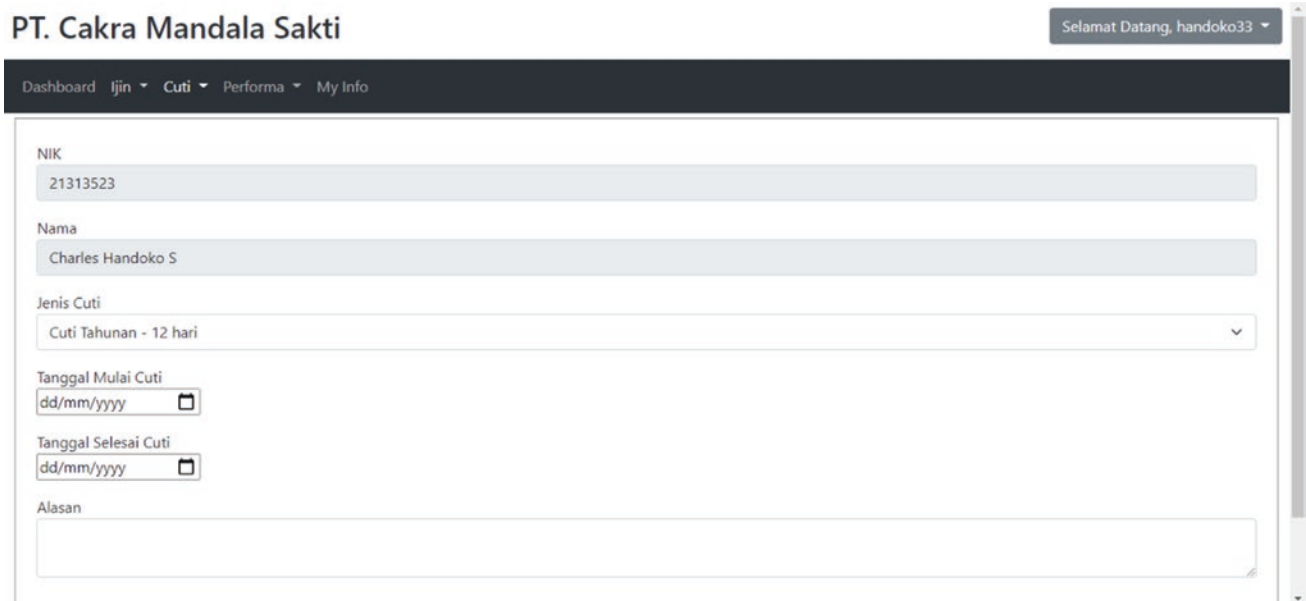 PT. Cakra Mandala Sakti
Selamat Datang, handoko33
Dashboard Ijin Cuti Performa My Info
NIK
21313523
Nama
Charles Handoko S
Jenis Cuti
Cuti Tahunan - 12 hari
Tanggal Mulai Cuti
dd/mm/yyyy
Tanggal Selesai Cuti
dd/mm/yyyy
Alasan